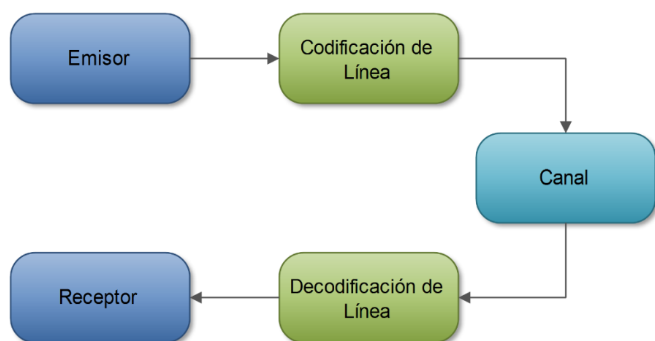 Emisor
Codificación de
Línea
Canal
Decodificación de
Línea
Receptor